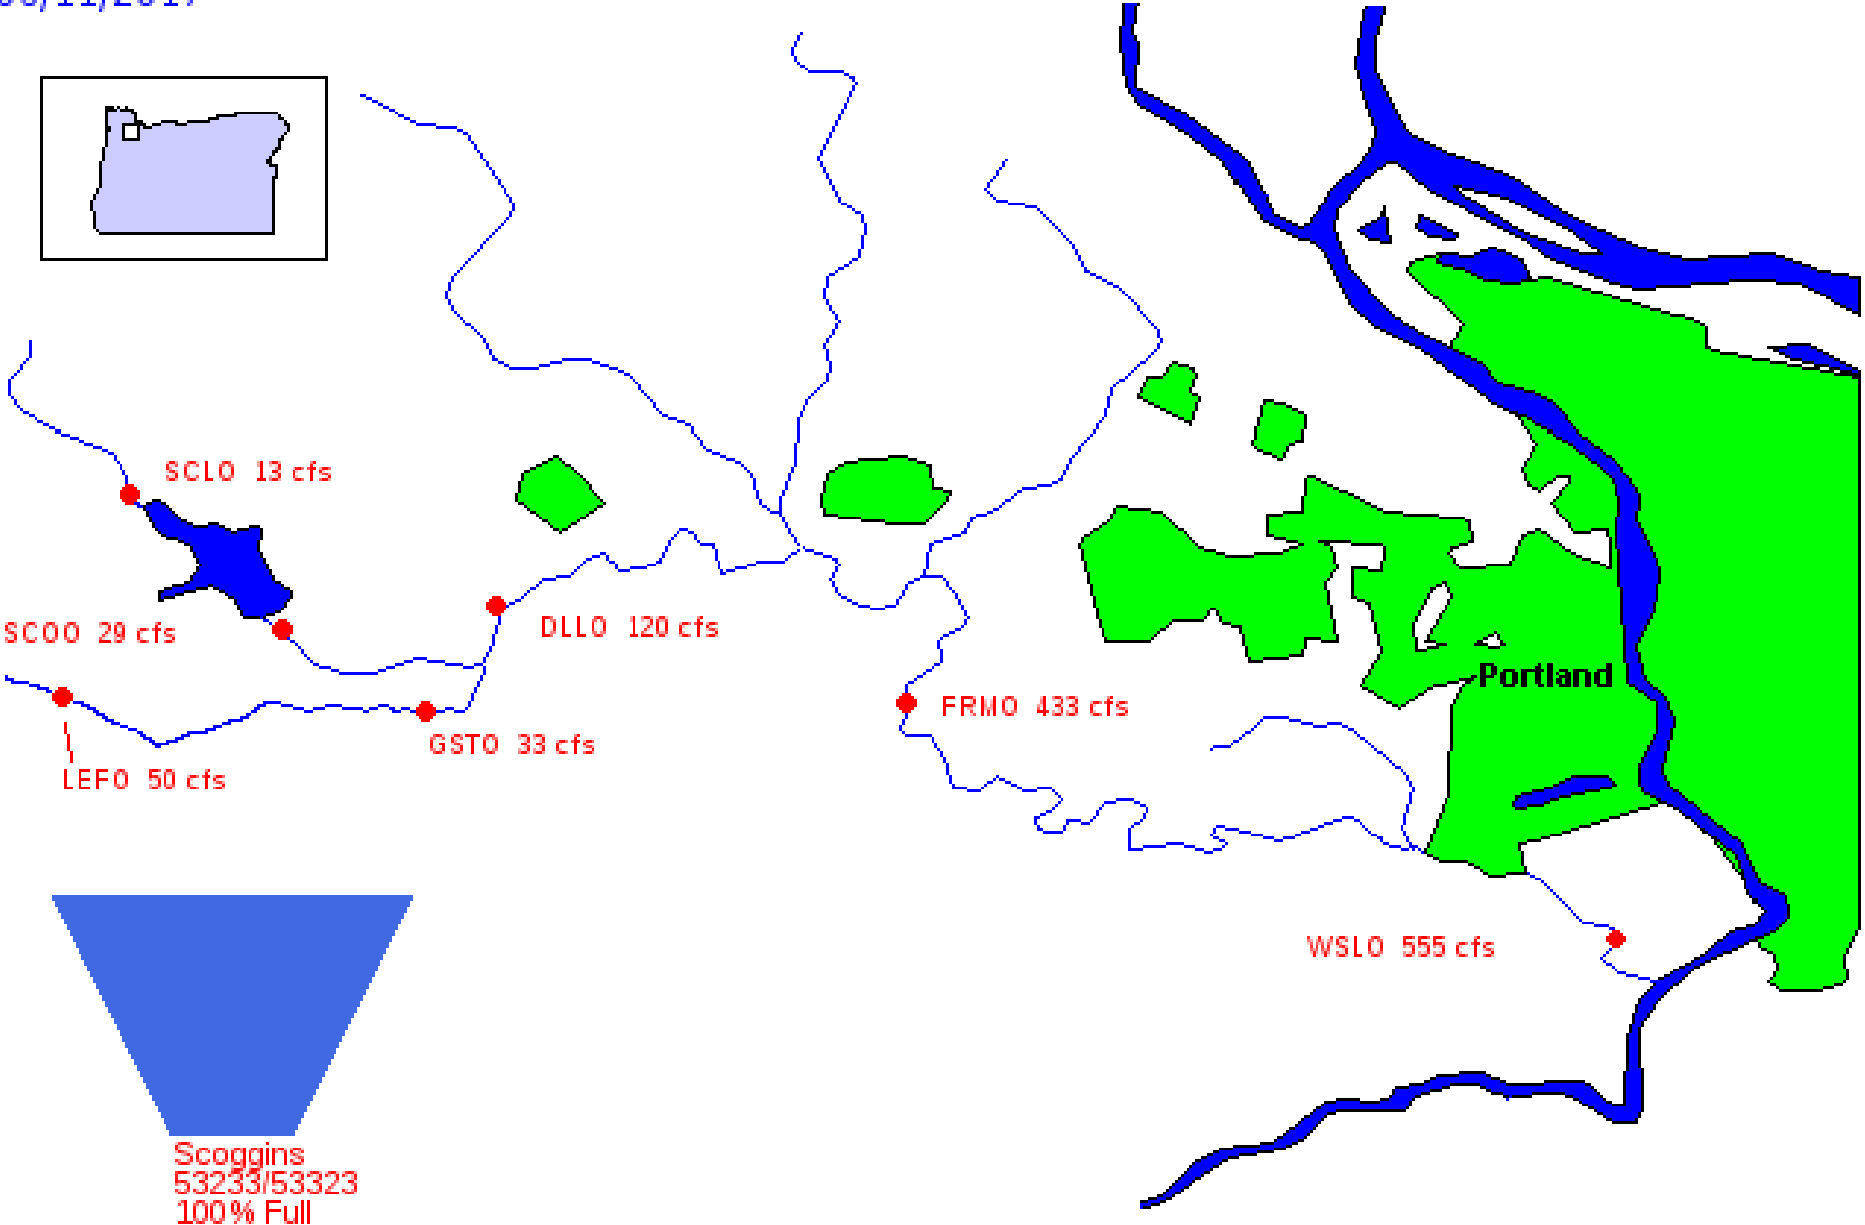 SCLO 13 cfs
SCOO 29 cfs
DLLO 120 cfs
Portland
FRMO 433 cfs
GSTO 33 cfs
LEFO 50 cfs
WSLO 555 cfs
Scoggins
53233/53323
100% Full